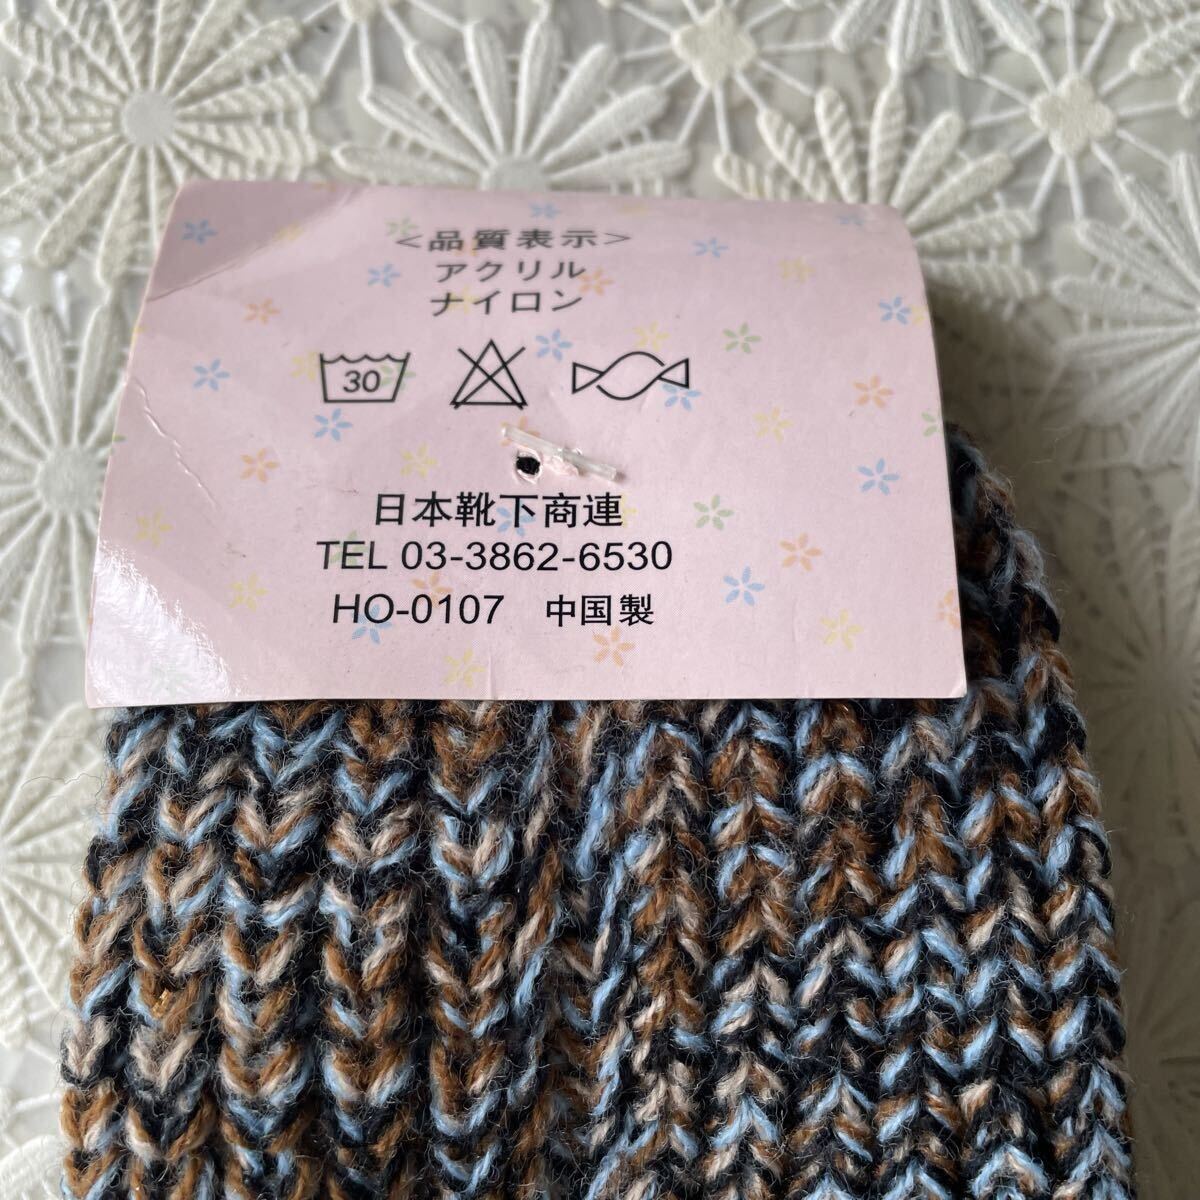 <品質表示>
アクリル
ナイロン
30
日本靴下商連
TEL 03-3862-6530
HO-0107 中国製